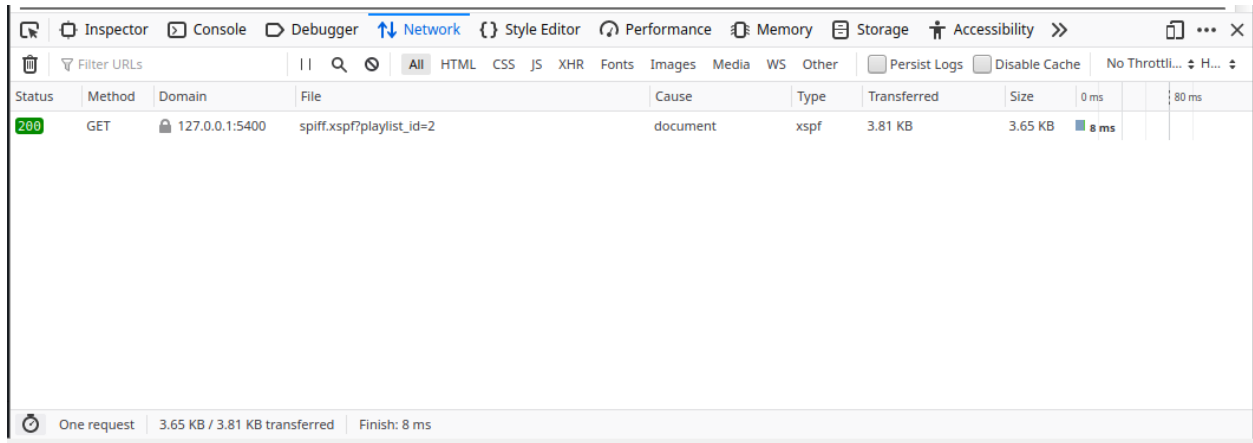 Inspector Console Debugger Network Style Editor Performance Memory Storage Accessibility
Filter URLs All HTML CSS JS XHR Fonts Images Media WS Other Persist Logs Disable Cache No Throttli... H...
Status Method Domain File Cause Type Transferred Size 0 ms 80 ms
200 GET 127.0.0.1:5400 spiff.xspf?playlist_id=2 document xspf 3.81 KB 3.65 KB 8 ms
One request 3.65 KB / 3.81 KB transferred Finish: 8 ms